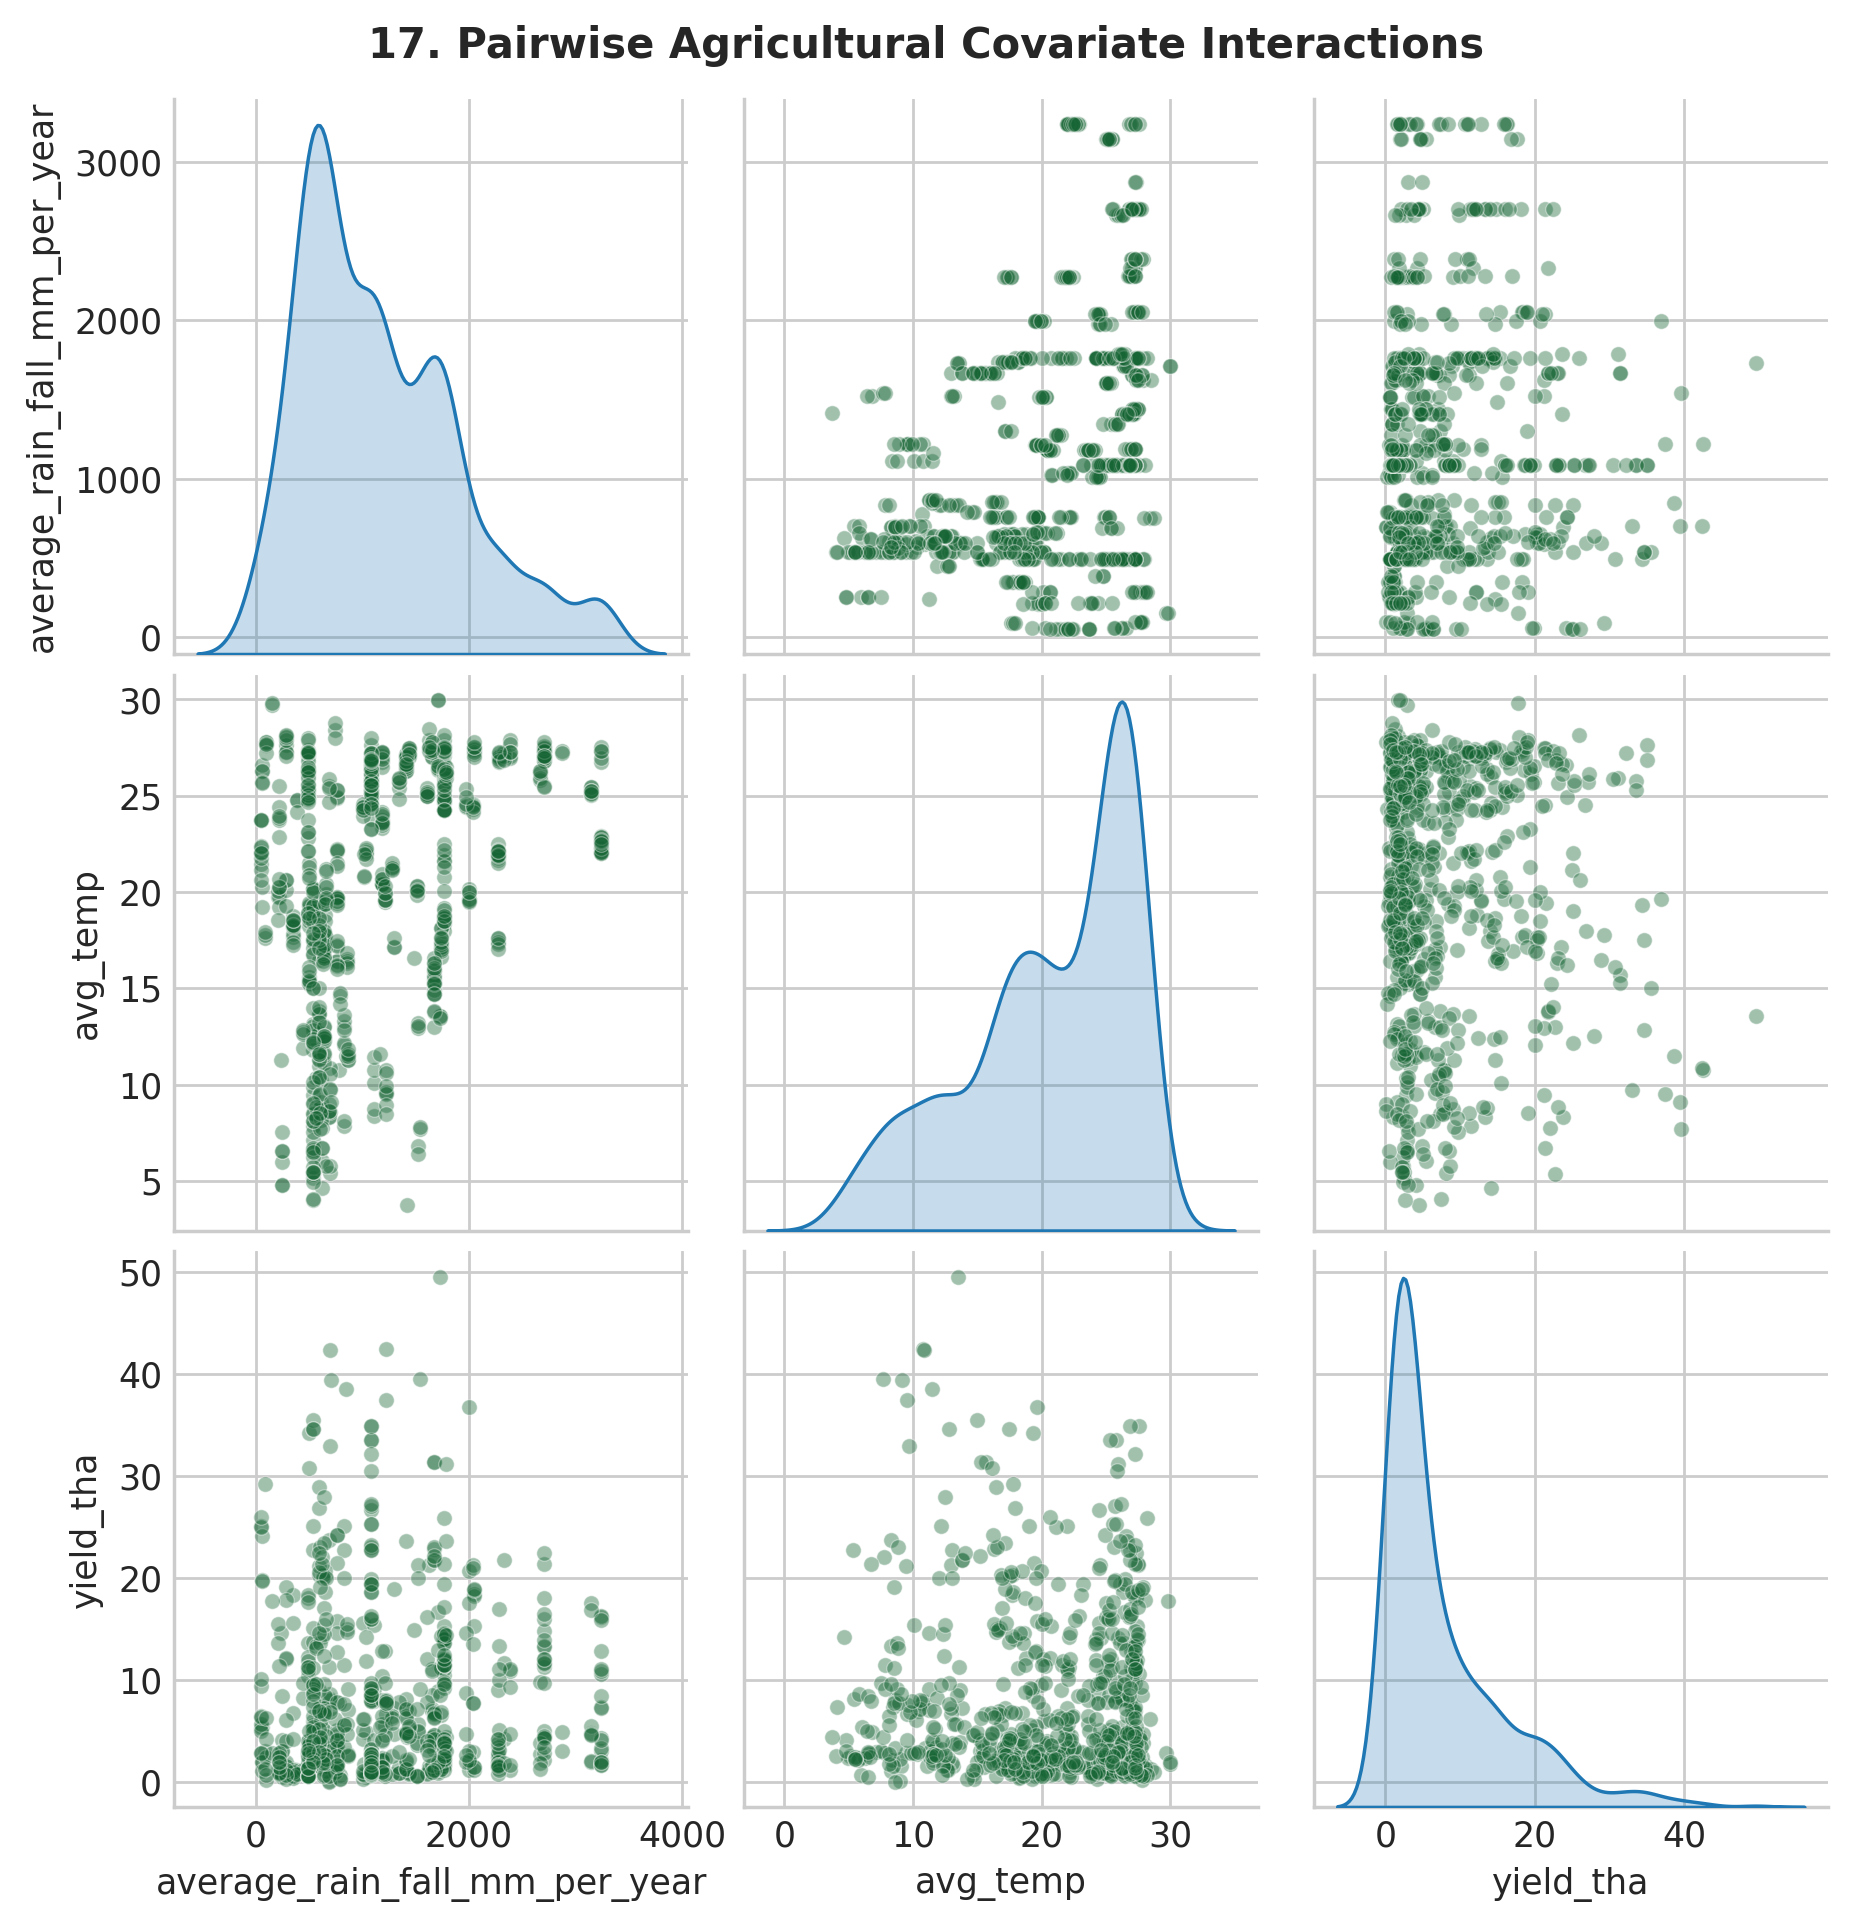 17. Pairwise Agricultural Covariate Interactions
average_rain_fall_mm_per_year
3000
2000
1000
0
avg_temp
30
25
20
15
10
5
yield_tha
50
40
30
20
10
0
0 2000 4000
0 10 20 30
0 20 40
average_rain_fall_mm_per_year
avg_temp
yield_tha